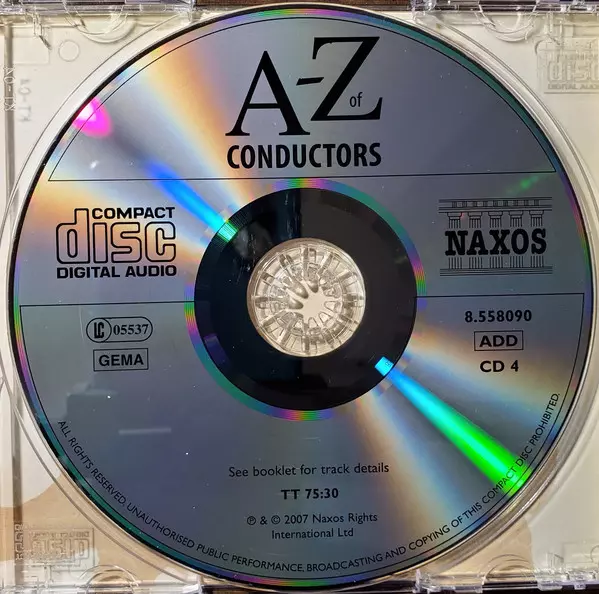 A-Z
of
CONDUCTORS
COMPACT
disc
DIGITAL AUDIO
NAXOS
LC 05537
GEMA
8.558090
ADD
CD 4
See booklet for track details
TT 75:30
℗ & © 2007 Naxos Rights
International Ltd
ALL RIGHTS RESERVED. UNAUTHORISED PUBLIC PERFORMANCE, BROADCASTING AND COPYING OF THIS COMPACT DISC PROHIBITED.